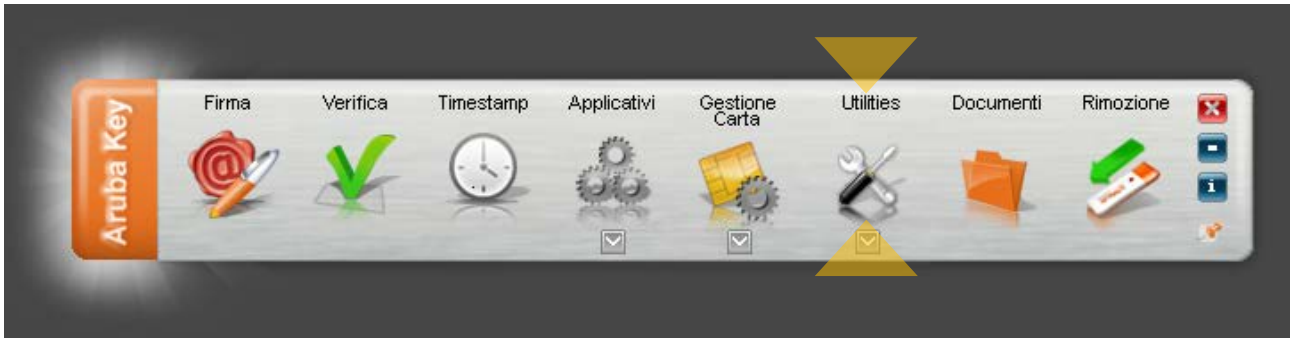 Aruba Key
Firma
Verifica
Timestamp
Applicativi
Gestione
Carta
Utilities
Documenti
Rimozione